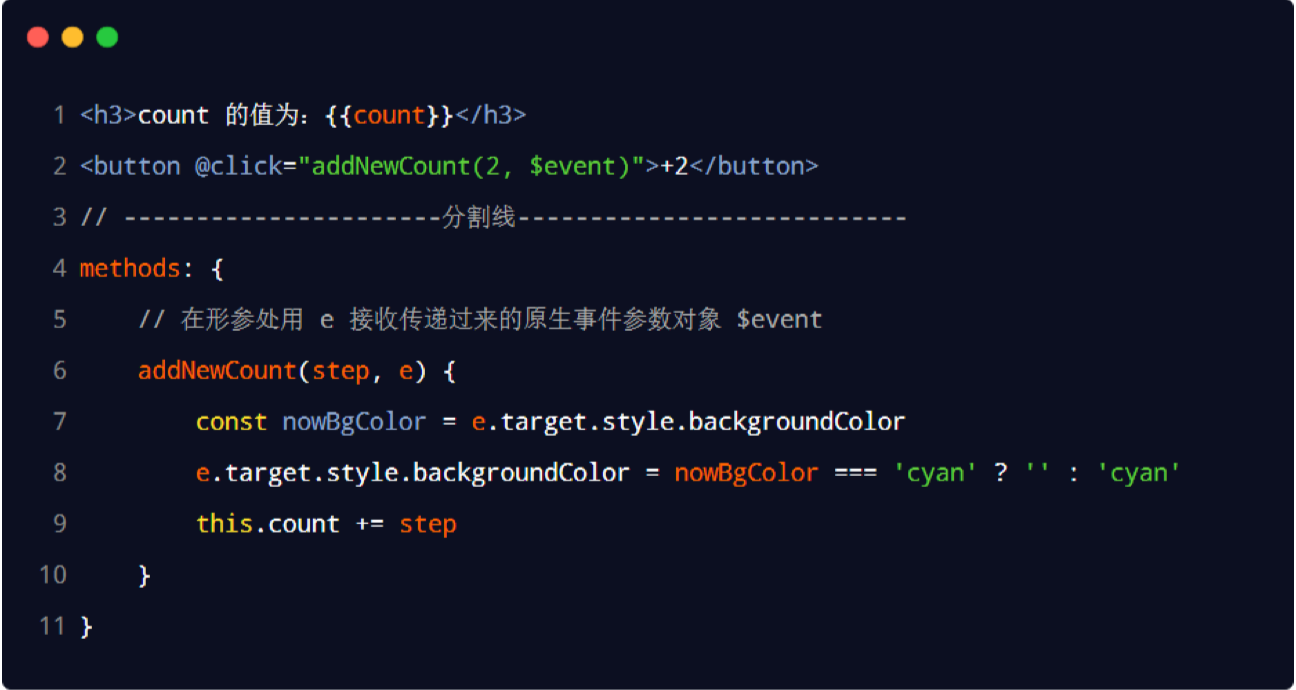 1 <h3>count 的值为：{{count}}</h3>
2 <button @click="addNewCount(2, $event)">+2</button>
3 // ----------------------分割线---------------------------
4 methods: {
5     // 在形参处用 e 接收传递过来的原生事件参数对象 $event
6     addNewCount(step, e) {
7         const nowBgColor = e.target.style.backgroundColor
8         e.target.style.backgroundColor = nowBgColor === 'cyan' ? '' : 'cyan'
9         this.count += step
10     }
11 }